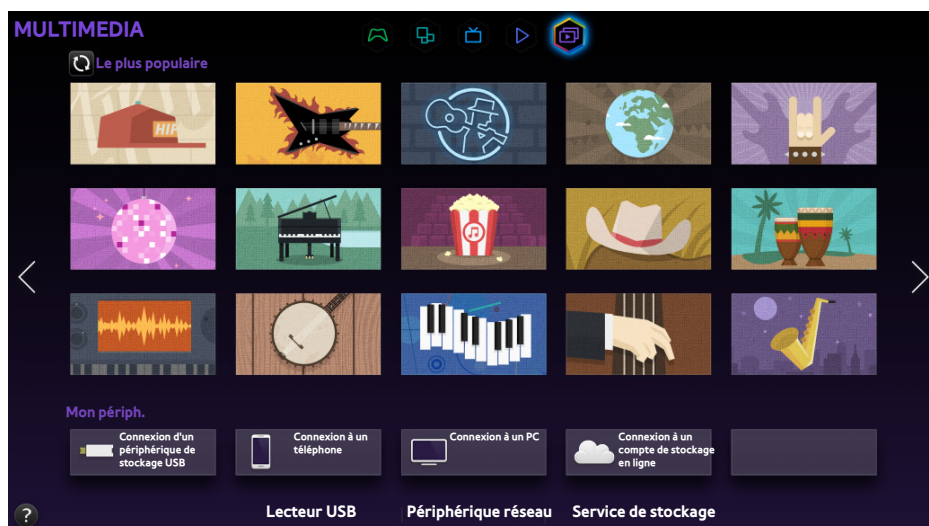 MULTIMEDIA
Le plus populaire
HIP
Mon périph.
Connexion d'un
périphérique de
stockage USB
Connexion à un
téléphone
Connexion à un PC
Connexion à un
compte de stockage
en ligne
?
Lecteur USB
Périphérique réseau
Service de stockage